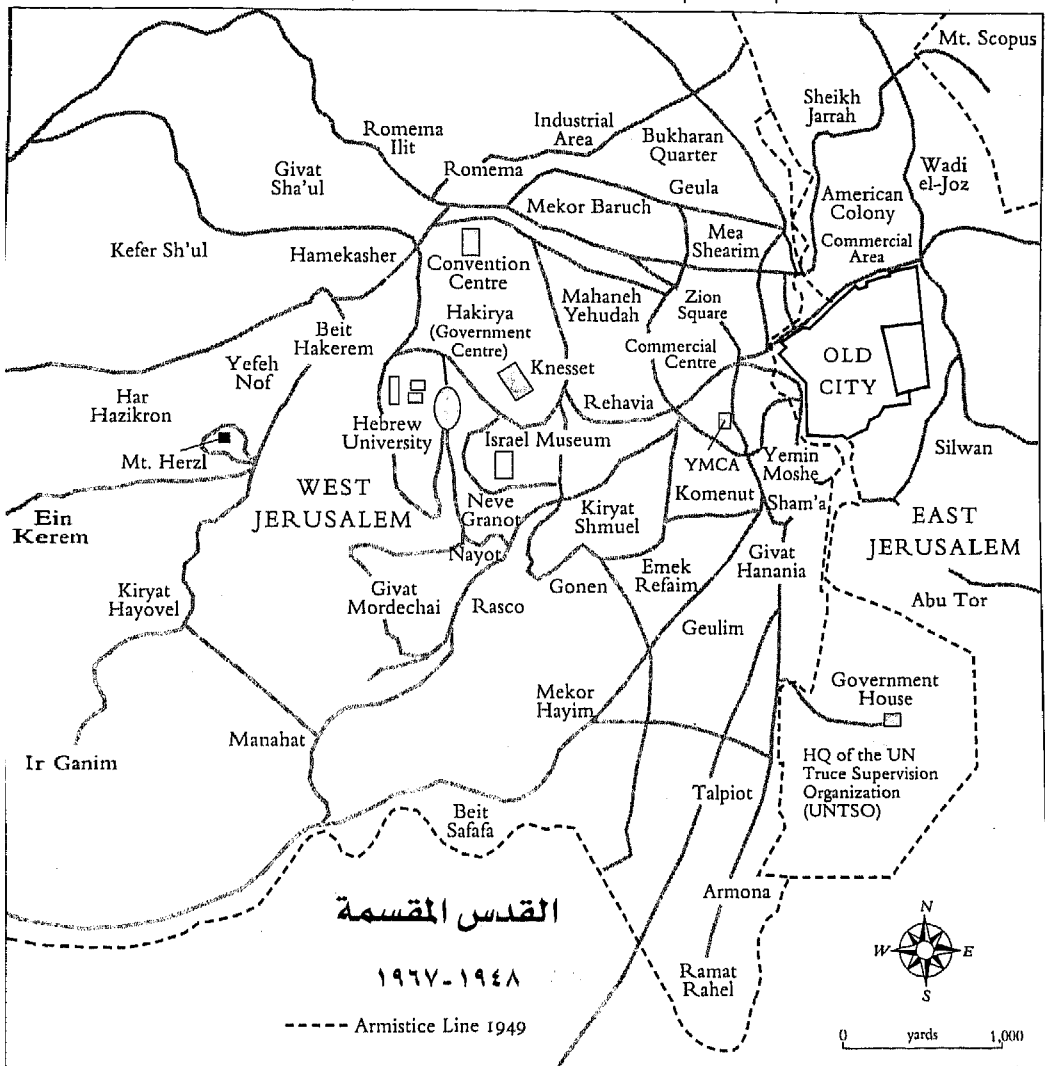 Mt. Scopus
Sheikh
Jarrah
Industrial
Area
Bukharan
Quarter
Romema
Ilit
Romema
Givat
Sha'ul
Geula
Wadi
el-Joz
American
Colony
Mekor Baruch
Mea
Shearim
Commercial
Area
Kefer Sh'ul
Hamekasher
Convention
Centre
Mahaneh
Yehudah
Zion
Square
Hakirya
(Government
Centre)
Beit
Hakerem
Commercial
Centre
OLD
CITY
Yefeh
Nof
Knesset
Har
Hazikron
Rehavia
Hebrew
University
Israel Museum
Mt. Herzl
YMCA
Yemin
Moshe
Silwan
WEST
JERUSALEM
Neve
Granot
Kiryat
Shmuel
Komenut
Sham'a
EAST
JERUSALEM
Ein
Kerem
Nayot
Givat
Hanania
Emek
Refaim
Gonen
Kiryat
Hayovel
Givat
Mordechai
Rasco
Abu Tor
Geulim
Government
House
Mekor
Hayim
Manahat
Ir Ganim
HQ of the UN
Truce Supervision
Organization
(UNTSO)
Talpiot
Beit
Safafa
Armona
القدس المقسمة
١٩٤٨-١٩٦٧
Ramat
Rahel
N
W
E
S
Armistice Line 1949
0 yards 1,000